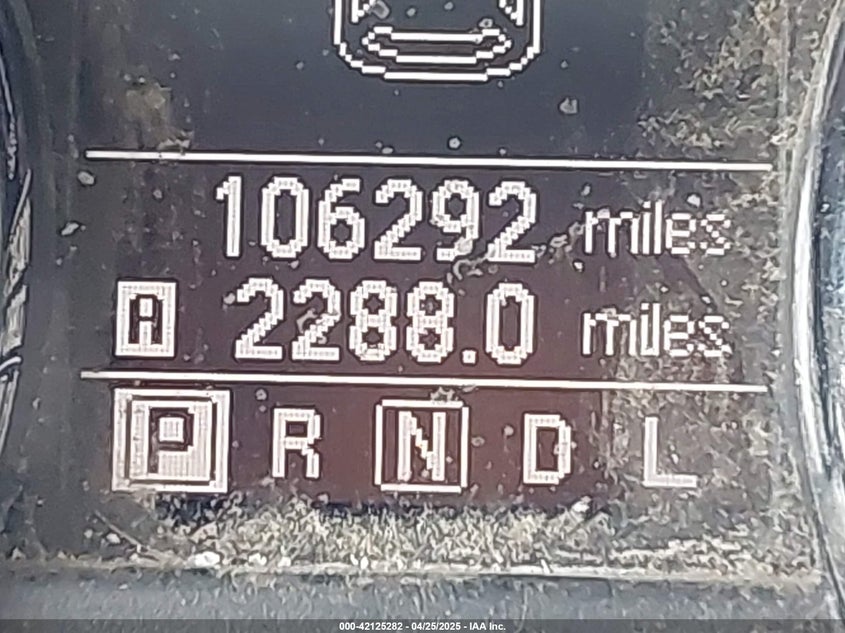 106292 miles
A 2288.0 miles
P R N D L
000-42125282 - 04/25/2025 - IAA Inc.